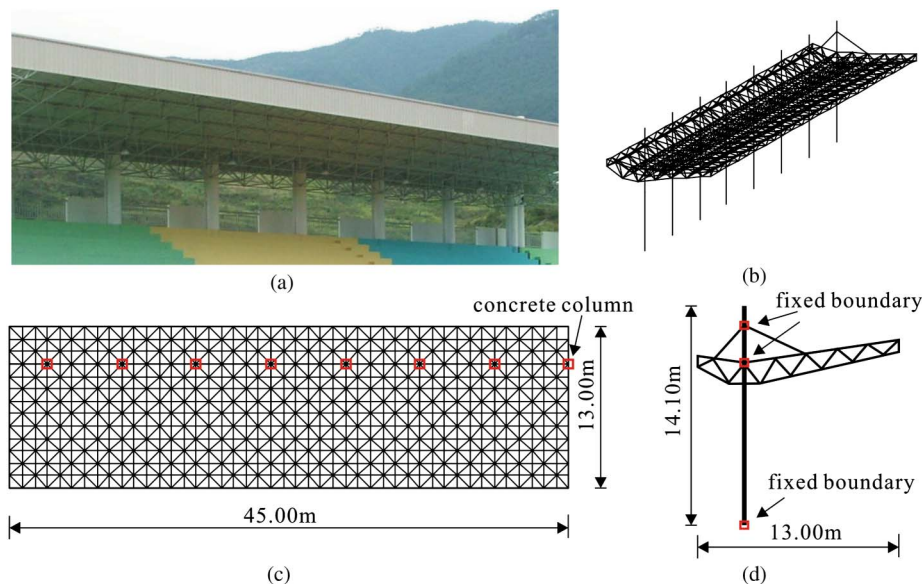 (a)
(b)
concrete column
13.00m
45.00m
(c)
fixed boundary
14.10m
fixed boundary
13.00m
(d)